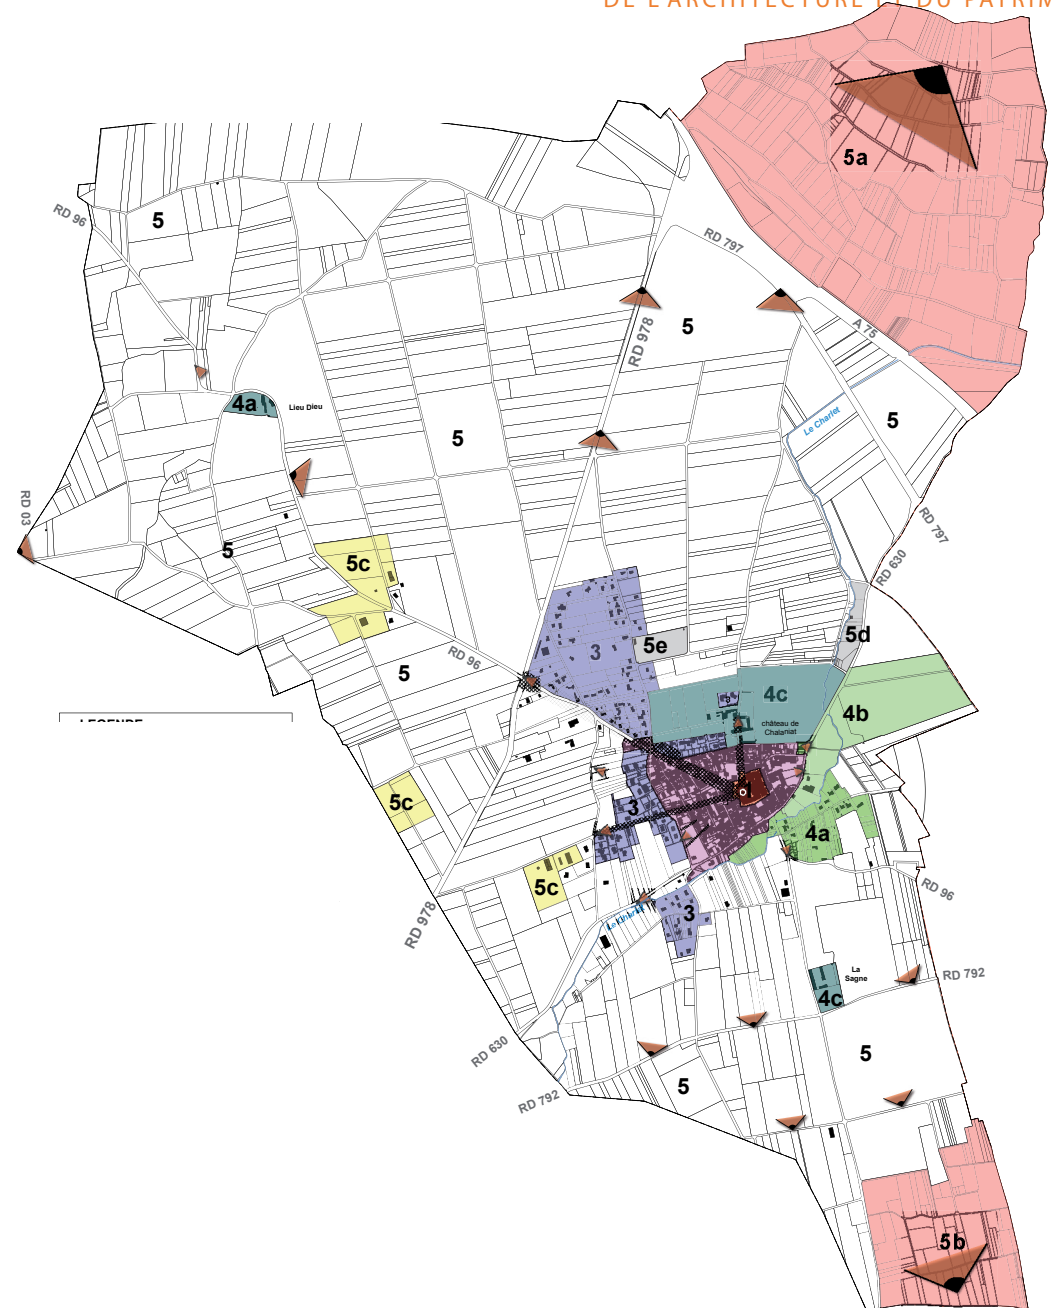 DE L'ARCHITECTURE ET DU PATRIM
5a
RD 96
5
RD 797
RD 978
5
A 75
4a
Lieu Dieu
Le Charlet
5
5
RD 03
RD 797
5
5c
RD 630
3
5e
5d
RD 96
5
4c
4b
château de
Chalaniat
LEGENDE
5c
3
1
4a
5c
RD 96
3
RD 978
La
Sagne
4c
RD 792
RD 630
5
5
RD 792
5b